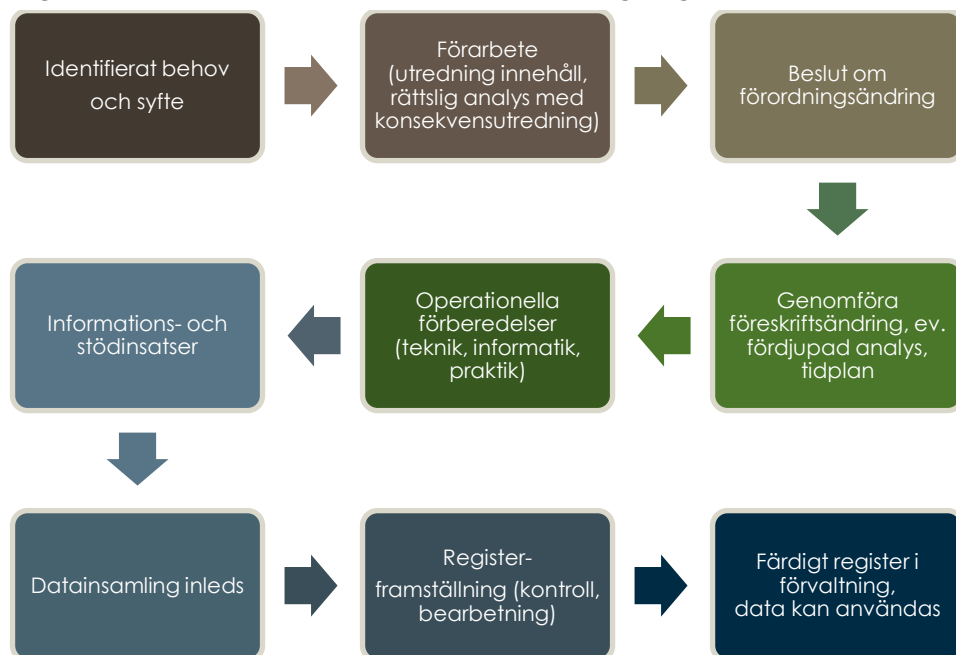 Identifierat behov
och syfte
Förarbete
(utredning innehåll,
rättslig analys med
konsekvensutredning)
Beslut om
förordningsändring
Genomföra
föreskriftsändring, ev.
fördjupad analys,
tidplan
Operationella
förberedelser
(teknik, informatik,
praktik)
Informations- och
stödinsatser
Datainsamling inleds
Register-
framställning (kontroll,
bearbetning)
Färdigt register i
förvaltning,
data kan användas